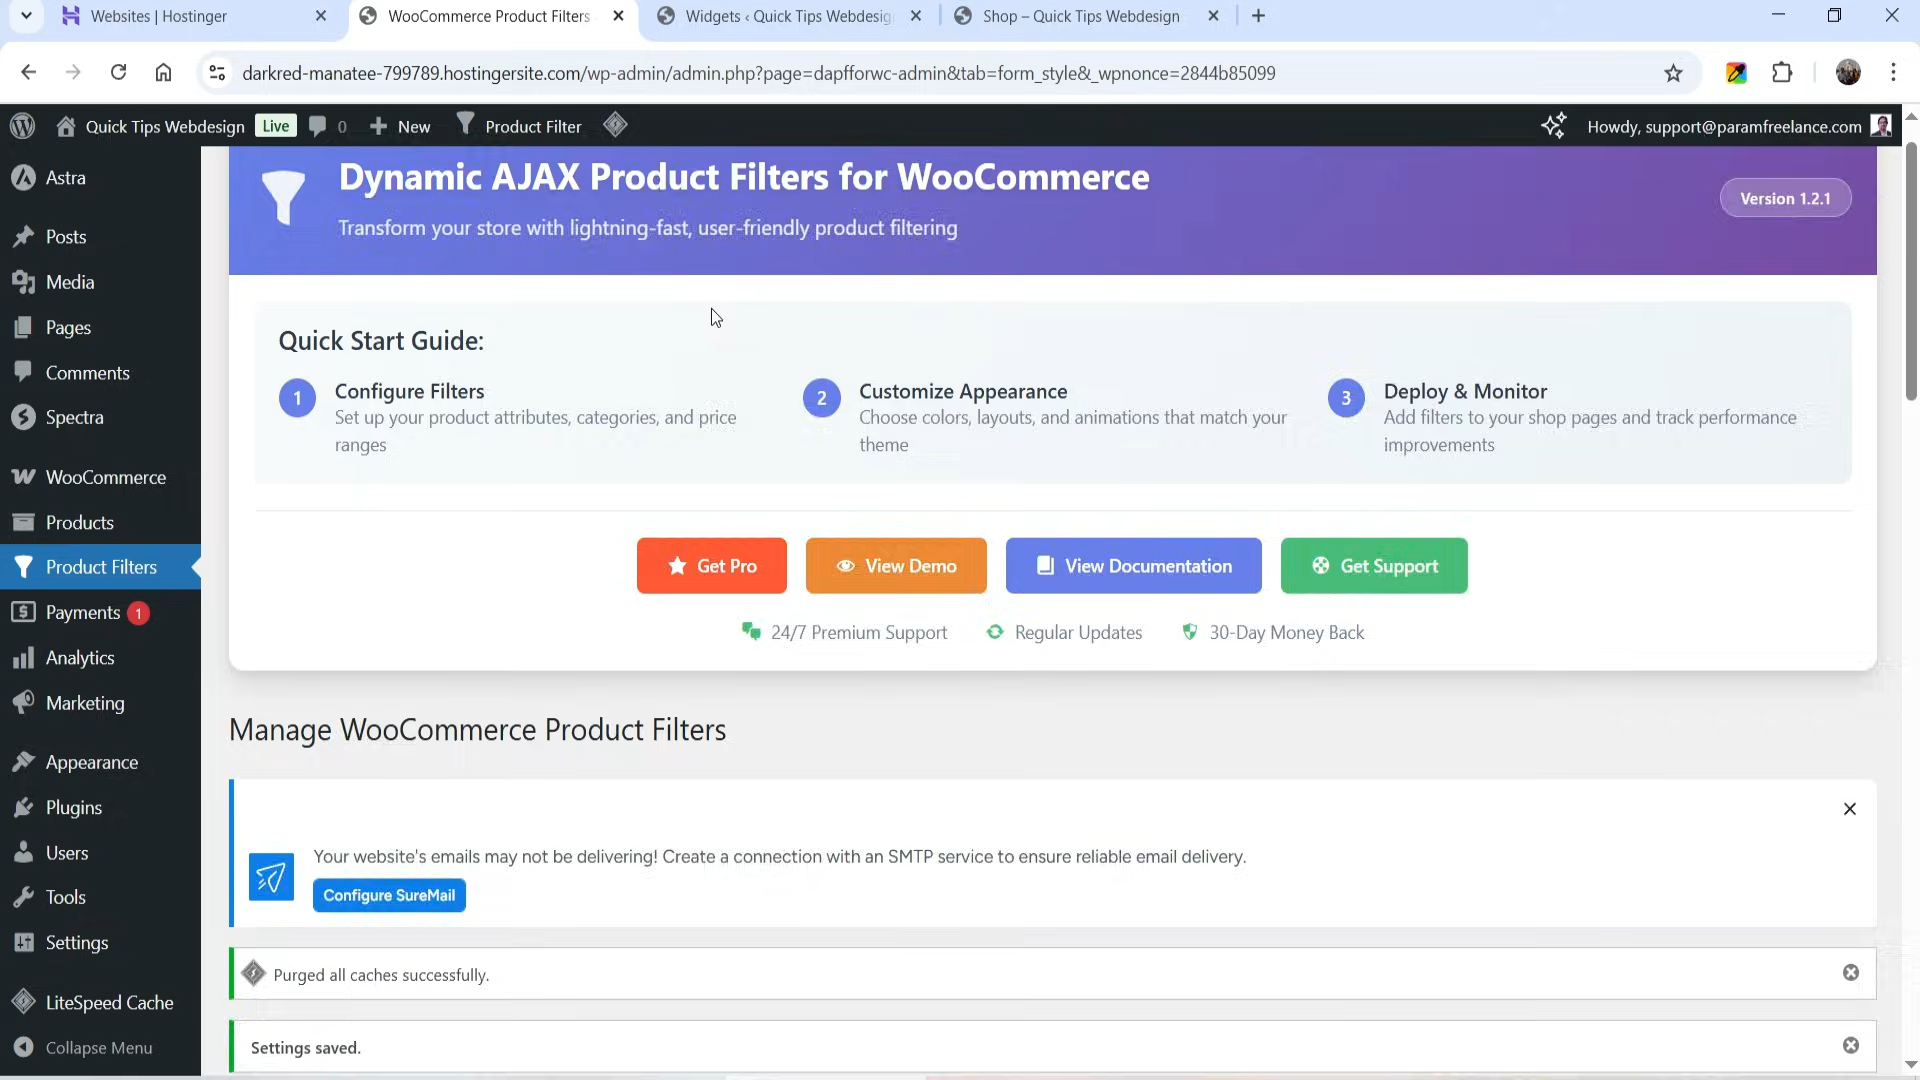 Websites | Hostinger
WooCommerce Product Filters
Widgets ‹ Quick Tips Webdesig
Shop – Quick Tips Webdesign
darkred-manatee-799789.hostingersite.com/wp-admin/admin.php?page=dapfforwc-admin&tab=form_style&_wpnonce=2844b85099
Quick Tips Webdesign
Live
0
New
Product Filter
Howdy, support@paramfreelance.com
Astra
Posts
Media
Pages
Comments
Spectra
WooCommerce
Products
Product Filters
Payments 1
Analytics
Marketing
Appearance
Plugins
Users
Tools
Settings
LiteSpeed Cache
Collapse Menu
Dynamic AJAX Product Filters for WooCommerce
Transform your store with lightning-fast, user-friendly product filtering
Version 1.2.1
Quick Start Guide:
1
Configure Filters
Set up your product attributes, categories, and price
ranges
2
Customize Appearance
Choose colors, layouts, and animations that match your
theme
3
Deploy & Monitor
Add filters to your shop pages and track performance
improvements
Get Pro
View Demo
View Documentation
Get Support
24/7 Premium Support
Regular Updates
30-Day Money Back
Manage WooCommerce Product Filters
Your website's emails may not be delivering! Create a connection with an SMTP service to ensure reliable email delivery.
Configure SureMail
Purged all caches successfully.
Settings saved.